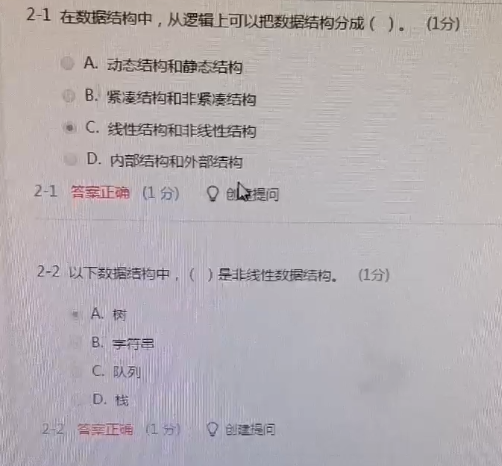 2-1 在数据结构中，从逻辑上可以把数据结构分成（ ）。 (1分)
A. 动态结构和静态结构
B. 紧凑结构和非紧凑结构
C. 线性结构和非线性结构
D. 内部结构和外部结构
2-1 答案正确 (1 分) 创建提问
2-2 以下数据结构中，（ ）是非线性数据结构。 (1分)
A. 树
B. 字符串
C. 队列
D. 栈
2-2 答案正确 (1 分) 创建提问